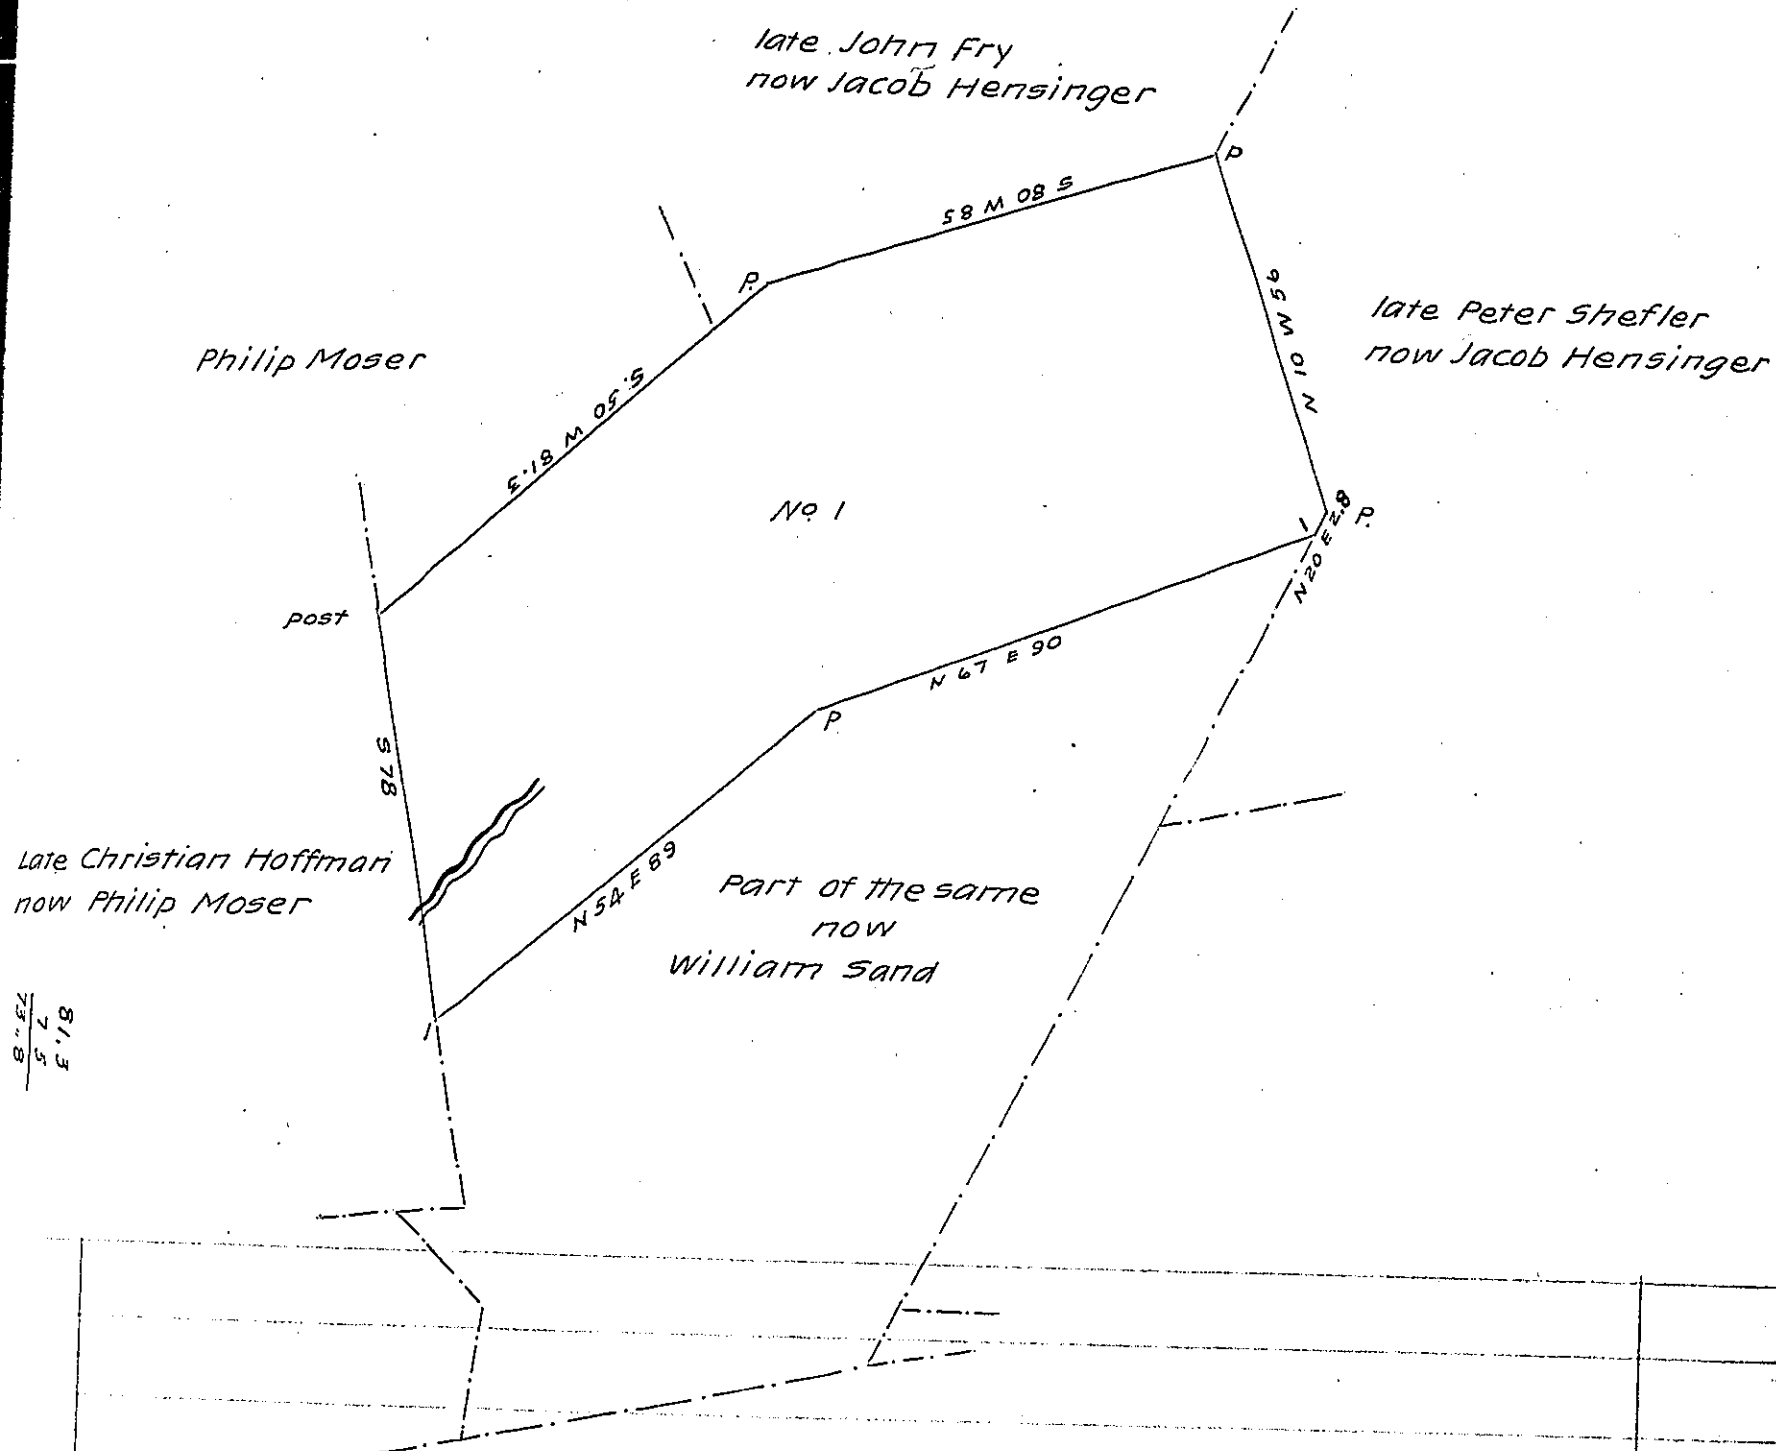 late John Fry
now Jacob Hensinger
P
S 80 W 85
P.
N 10 W 56
late Peter Shefler
now Jacob Hensinger
Philip Moser
S. 50 W 81.3
No 1
P.
1
N 20 E 2.8
post
N 67 E 90
P.
S 78
Late Christian Hoffman
now Philip Moser
N 54 E 89
Part of the same
now
William Sand
1
81.3
7 5
73.8